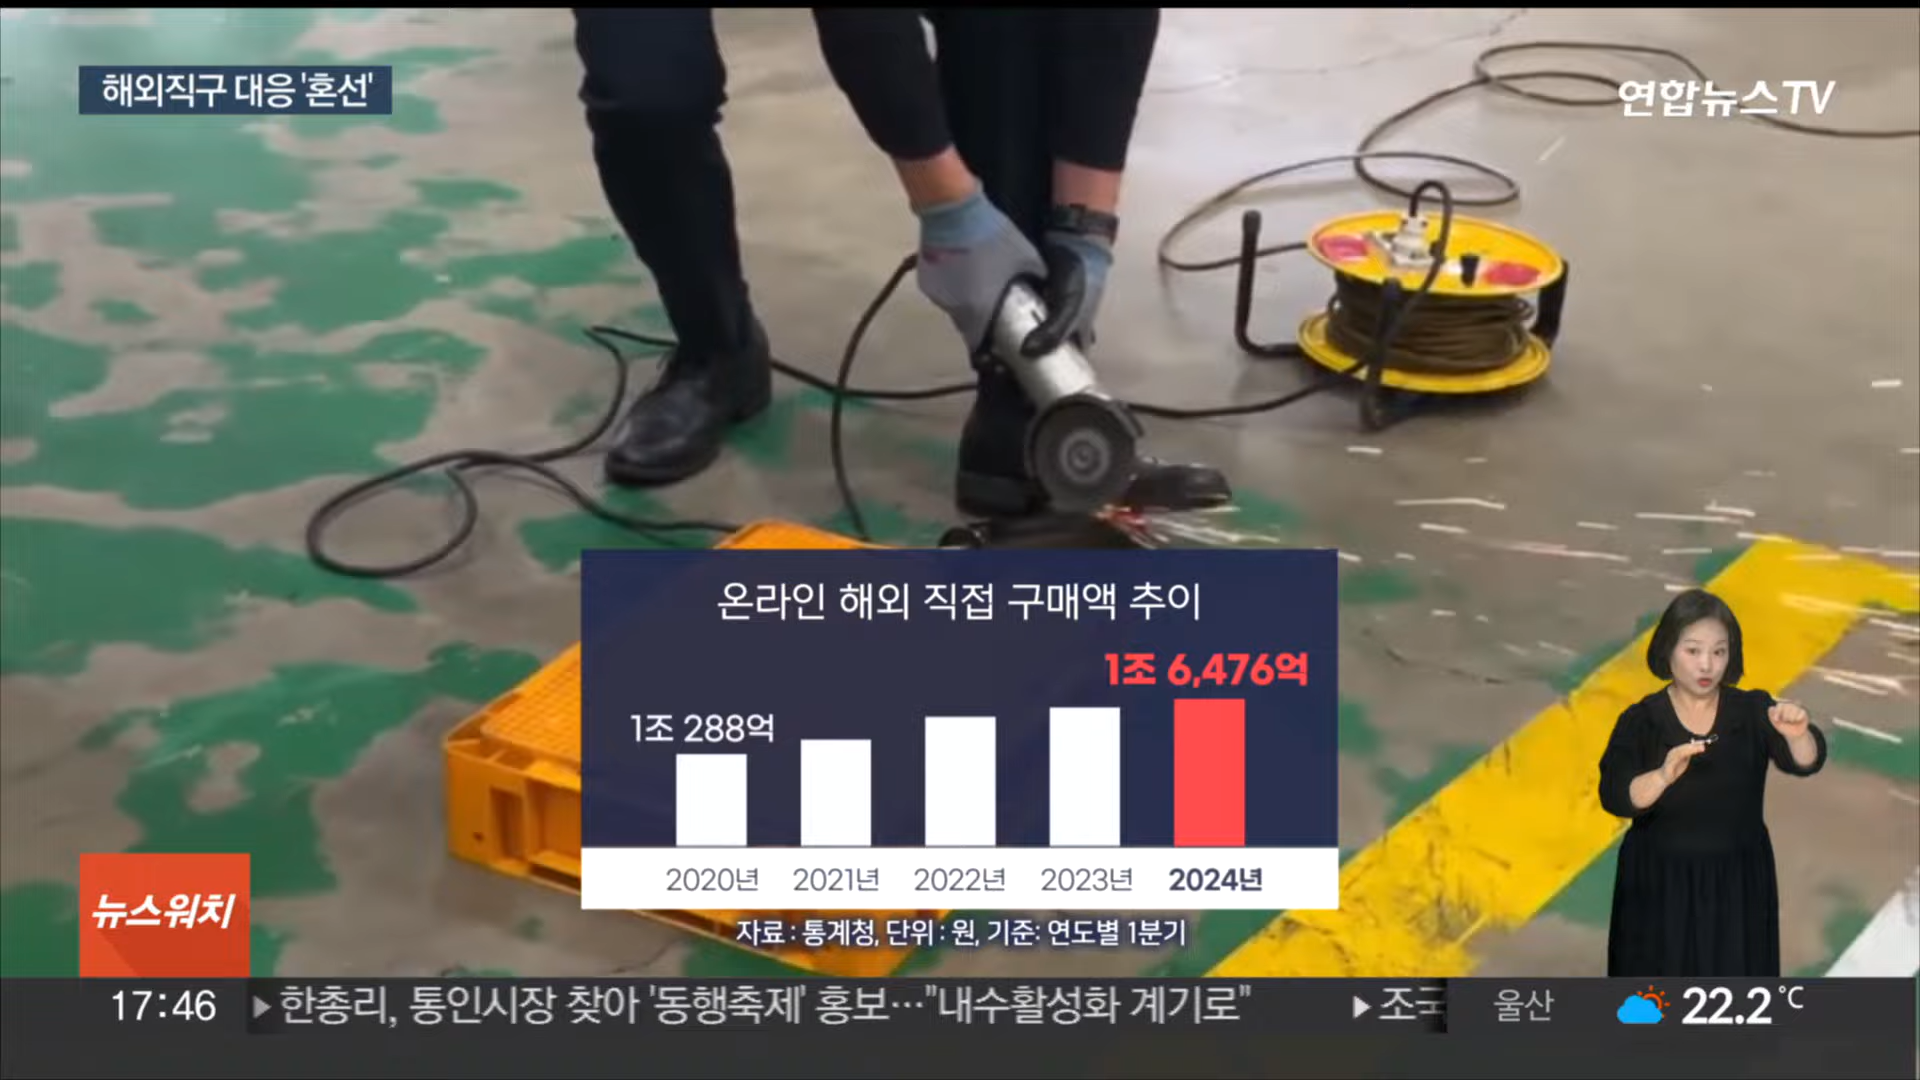 해외직구 대응 '혼선'
연합뉴스TV
온라인 해외 직접 구매액 추이
1조 6,476억
1조 288억
2020년 2021년 2022년 2023년 2024년
자료 : 통계청, 단위 : 원, 기준: 연도별 1분기
뉴스워치
17:46 ▶한총리, 통인시장 찾아 '동행축제' 홍보…"내수활성화 계기로" ▶조국 울산 22.2℃